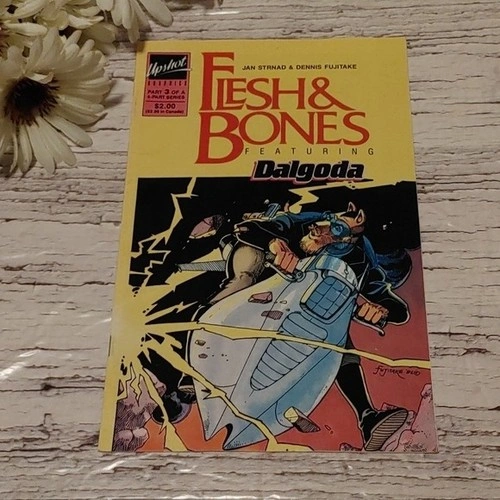 Upshot
GRAPHICS
JAN STRNAD & DENNIS FUJITAKE
PART 3 OF A
4-PART SERIES
$2.00
FLESH &
BONES
FEATURING
Dalgoda